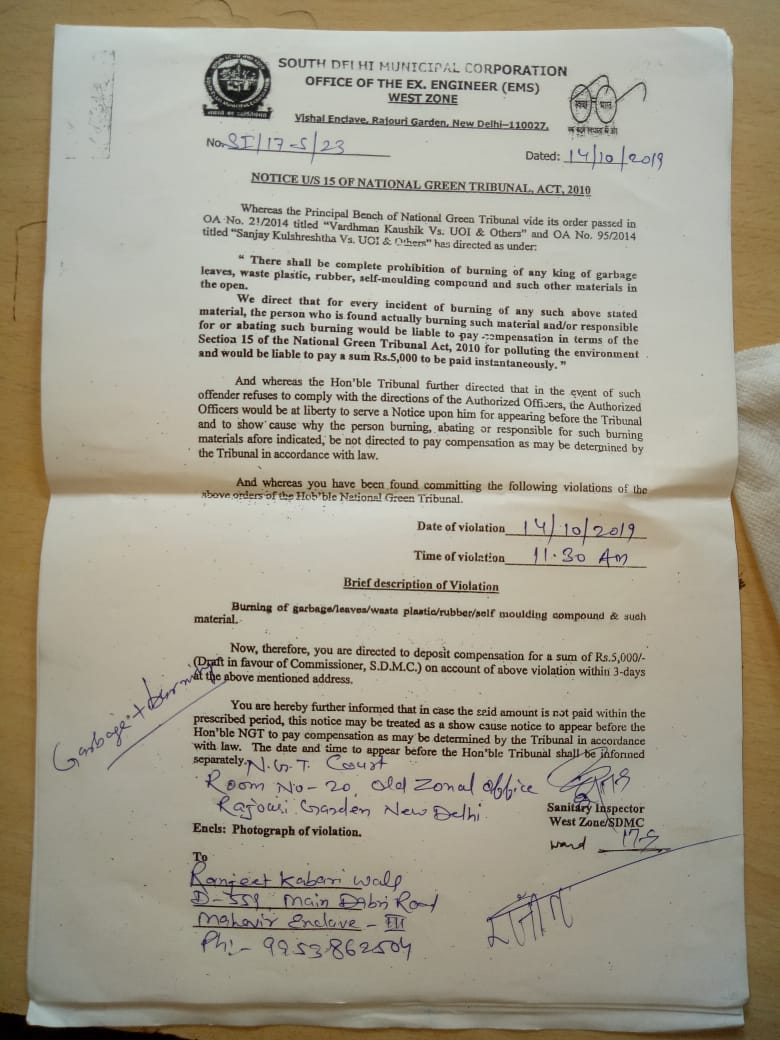 SOUTH DELHI MUNICIPAL CORPORATION
OFFICE OF THE EX. ENGINEER (EMS)
WEST ZONE
Vishal Enclave, Rajouri Garden, New Delhi–110027.
स्वच्छ भारत
No. SI/17-S/23
Dated: 14/10/2019
NOTICE U/S 15 OF NATIONAL GREEN TRIBUNAL, ACT, 2010
Whereas the Principal Bench of National Green Tribunal vide its order passed in
OA No. 21/2014 titled “Vardhman Kaushik Vs. UOI & Others” and OA No. 95/2014
titled “Sanjay Kulshreshtha Vs. UOI & Others” has directed as under:
“ There shall be complete prohibition of burning of any king of garbage
leaves, waste plastic, rubber, self-moulding compound and such other materials in
the open.
We direct that for every incident of burning of any such above stated
material, the person who is found actually burning such material and/or responsible
for or abating such burning would be liable to pay compensation in terms of the
Section 15 of the National Green Tribunal Act, 2010 for polluting the environment
and would be liable to pay a sum Rs.5,000 to be paid instantaneously. ”
And whereas the Hon'ble Tribunal further directed that in the event of such
offender refuses to comply with the directions of the Authorized Officers, the Authorized
Officers would be at liberty to serve a Notice upon him for appearing before the Tribunal
and to show cause why the person burning, abating or responsible for such burning
materials afore indicated, be not directed to pay compensation as may be determined by
the Tribunal in accordance with law.
And whereas you have been found committing the following violations of the
above orders of the Hob'ble National Green Tribunal.
Date of violation 14/10/2019
Time of violation 11.30 AM
Brief description of Violation
Burning of garbage/leaves/waste plastic/rubber/self moulding compound & such
material.
Now, therefore, you are directed to deposit compensation for a sum of Rs.5,000/-
(Draft in favour of Commissioner, S.D.M.C.) on account of above violation within 3-days
at the above mentioned address.
Garbage + burning
You are hereby further informed that in case the said amount is not paid within the
prescribed period, this notice may be treated as a show cause notice to appear before the
Hon'ble NGT to pay compensation as may be determined by the Tribunal in accordance
with law. The date and time to appear before the Hon'ble Tribunal shall be informed
separately. N.G.T. Court
Room No-20, Old Zonal office
Rajouri Garden New Delhi
Sanitary Inspector
West Zone/SDMC
ward 17-S
Encls: Photograph of violation.
To
Ranjeet Kabari wale
D-559, Main Dabri Road
Mahavir Enclave - III
Ph:- 9953862504
रंजीत